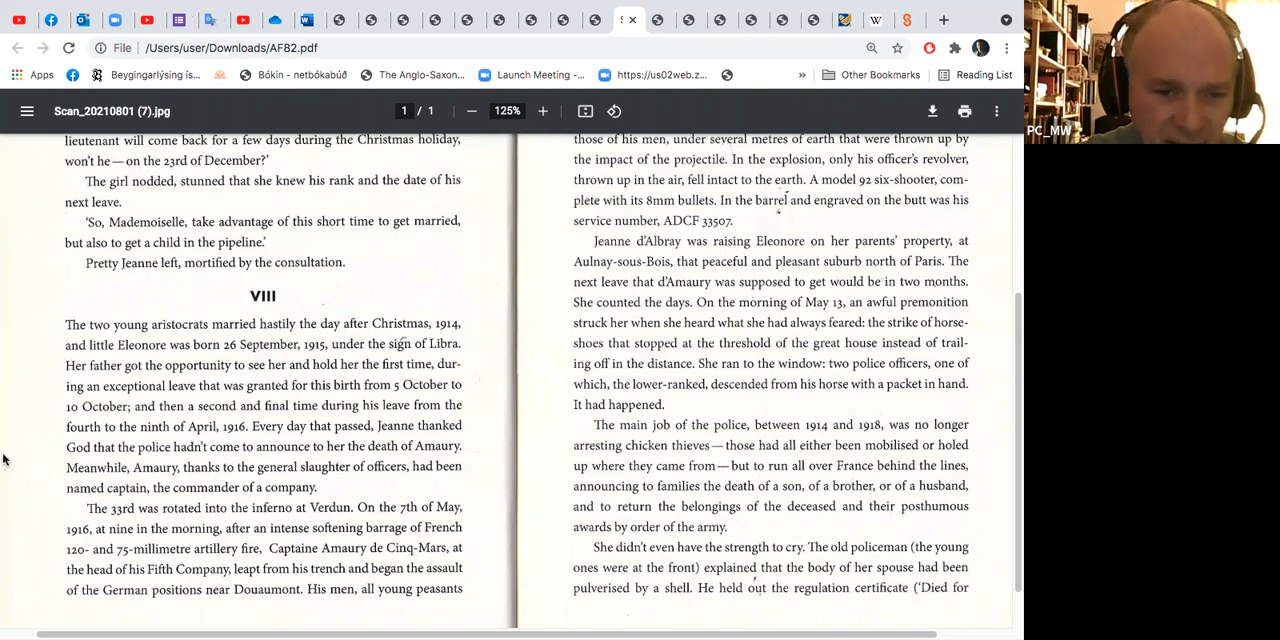 File
/Users/user/Downloads/AF82.pdf
Apps
Beygingarlýsing ís...
Bókin - netbókabúð
The Anglo-Saxon...
Launch Meeting -...
https://us02web.z...
»
Other Bookmarks
Reading List
Scan_20210801 (7).jpg
1 / 1
125%
PC_MW
lieutenant will come back for a few days during the Christmas holiday,
won't he — on the 23rd of December?'
The girl nodded, stunned that she knew his rank and the date of his
next leave.
'So, Mademoiselle, take advantage of this short time to get married,
but also to get a child in the pipeline.'
Pretty Jeanne left, mortified by the consultation.
VIII
The two young aristocrats married hastily the day after Christmas, 1914,
and little Eleonore was born 26 September, 1915, under the sign of Libra.
Her father got the opportunity to see her and hold her the first time, dur-
ing an exceptional leave that was granted for this birth from 5 October to
10 October; and then a second and final time during his leave from the
fourth to the ninth of April, 1916. Every day that passed, Jeanne thanked
God that the police hadn't come to announce to her the death of Amaury.
Meanwhile, Amaury, thanks to the general slaughter of officers, had been
named captain, the commander of a company.
The 33rd was rotated into the inferno at Verdun. On the 7th of May,
1916, at nine in the morning, after an intense softening barrage of French
120- and 75-millimetre artillery fire, Captaine Amaury de Cinq-Mars, at
the head of his Fifth Company, leapt from his trench and began the assault
of the German positions near Douaumont. His men, all young peasants
those of his men, under several metres of earth that were thrown up by
the impact of the projectile. In the explosion, only his officer's revolver,
thrown up in the air, fell intact to the earth. A model 92 six-shooter, com-
plete with its 8mm bullets. In the barrel and engraved on the butt was his
service number, ADCF 33507.
Jeanne d'Albray was raising Eleonore on her parents' property, at
Aulnay-sous-Bois, that peaceful and pleasant suburb north of Paris. The
next leave that d'Amaury was supposed to get would be in two months.
She counted the days. On the morning of May 13, an awful premonition
struck her when she heard what she had always feared: the strike of horse-
shoes that stopped at the threshold of the great house instead of trail-
ing off in the distance. She ran to the window: two police officers, one of
which, the lower-ranked, descended from his horse with a packet in hand.
It had happened.
The main job of the police, between 1914 and 1918, was no longer
arresting chicken thieves — those had all either been mobilised or holed
up where they came from — but to run all over France behind the lines,
announcing to families the death of a son, of a brother, or of a husband,
and to return the belongings of the deceased and their posthumous
awards by order of the army.
She didn't even have the strength to cry. The old policeman (the young
ones were at the front) explained that the body of her spouse had been
pulverised by a shell. He held out the regulation certificate ('Died for